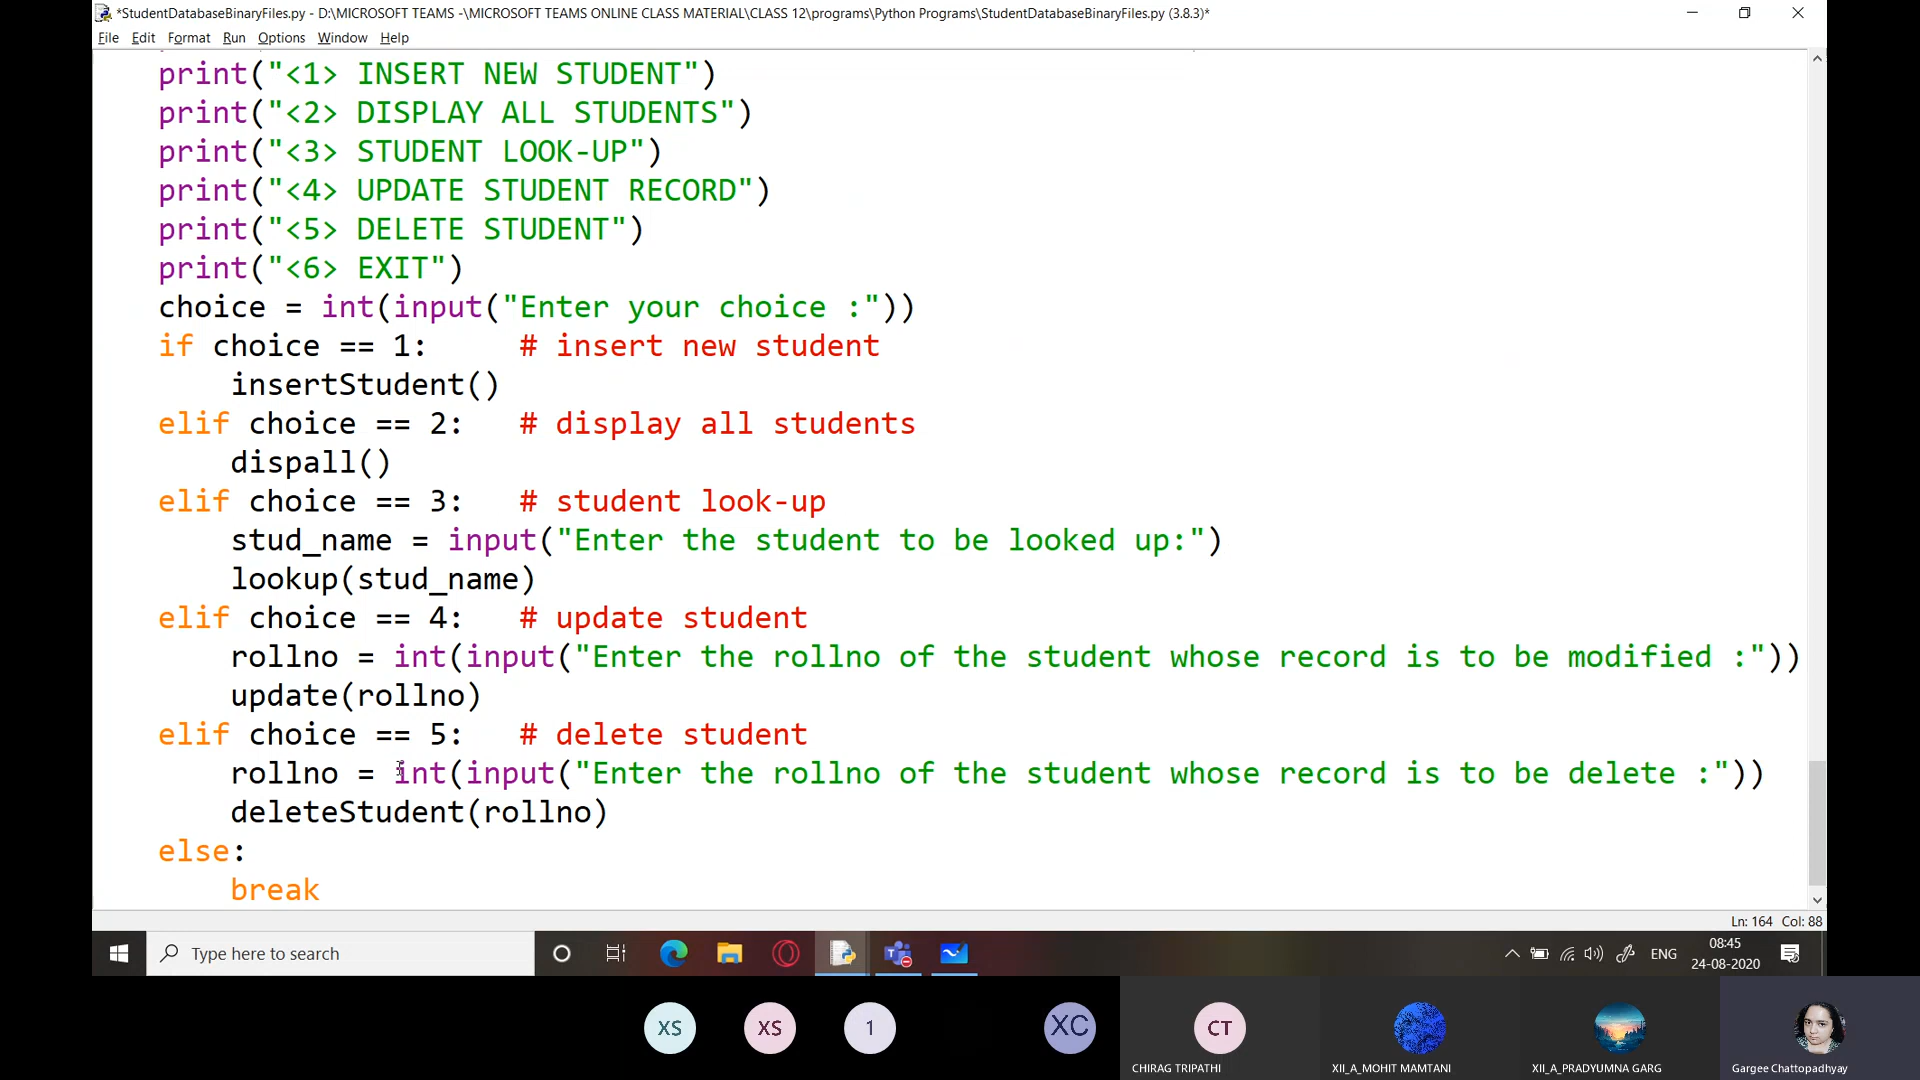 *StudentDatabaseBinaryFiles.py - D:\MICROSOFT TEAMS -\MICROSOFT TEAMS ONLINE CLASS MATERIAL\CLASS 12\programs\Python Programs\StudentDatabaseBinaryFiles.py (3.8.3)*
File Edit Format Run Options Window Help
print("<1> INSERT NEW STUDENT")
print("<2> DISPLAY ALL STUDENTS")
print("<3> STUDENT LOOK-UP")
print("<4> UPDATE STUDENT RECORD")
print("<5> DELETE STUDENT")
print("<6> EXIT")
choice = int(input("Enter your choice :"))
if choice == 1: # insert new student
insertStudent()
elif choice == 2: # display all students
dispall()
elif choice == 3: # student look-up
stud_name = input("Enter the student to be looked up:")
lookup(stud_name)
elif choice == 4: # update student
rollno = int(input("Enter the rollno of the student whose record is to be modified :"))
update(rollno)
elif choice == 5: # delete student
rollno = int(input("Enter the rollno of the student whose record is to be delete :"))
deleteStudent(rollno)
else:
break
Ln: 164 Col: 88
Type here to search
ENG
08:45
24-08-2020
XS XS 1 XC CT
CHIRAG TRIPATHI XII_A_MOHIT MAMTANI XII_A_PRADYUMNA GARG Gargee Chattopadhyay